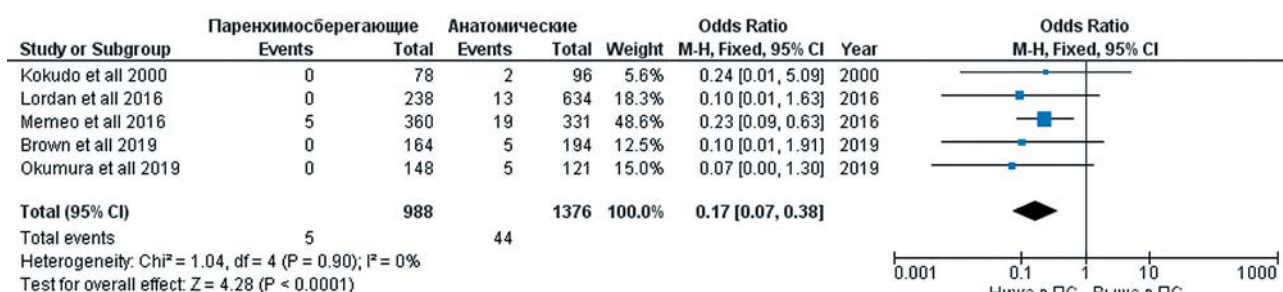 Паренхимосберегающие Анатомические Odds Ratio Odds Ratio
Study or Subgroup Events Total Events Total Weight M-H, Fixed, 95% CI Year M-H, Fixed, 95% CI
Kokudo et all 2000 0 78 2 96 5.6% 0.24 [0.01, 5.09] 2000
Lordan et all 2016 0 238 13 634 18.3% 0.10 [0.01, 1.63] 2016
Memeo et all 2016 5 360 19 331 48.6% 0.23 [0.09, 0.63] 2016
Brown et all 2019 0 164 5 194 12.5% 0.10 [0.01, 1.91] 2019
Okumura et all 2019 0 148 5 121 15.0% 0.07 [0.00, 1.30] 2019
Total (95% CI) 988 1376 100.0% 0.17 [0.07, 0.38]
Total events 5 44
Heterogeneity: Chi² = 1.04, df = 4 (P = 0.90); I² = 0%
Test for overall effect: Z = 4.28 (P < 0.0001)
0.001 0.1 1 10 1000
Ниже в ПС Выше в ПС